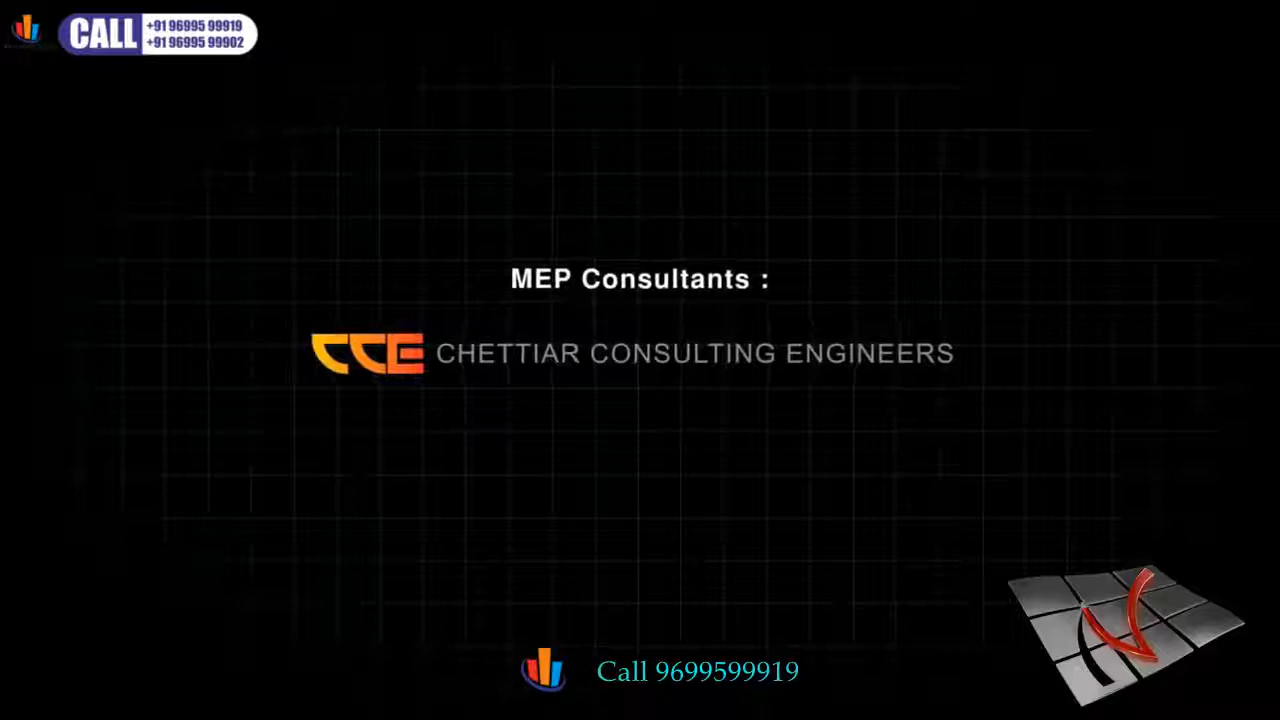 CALL
+91 96995 99919
+91 96995 99902
MEP Consultants :
CCE CHETTIAR CONSULTING ENGINEERS
Call 9699599919